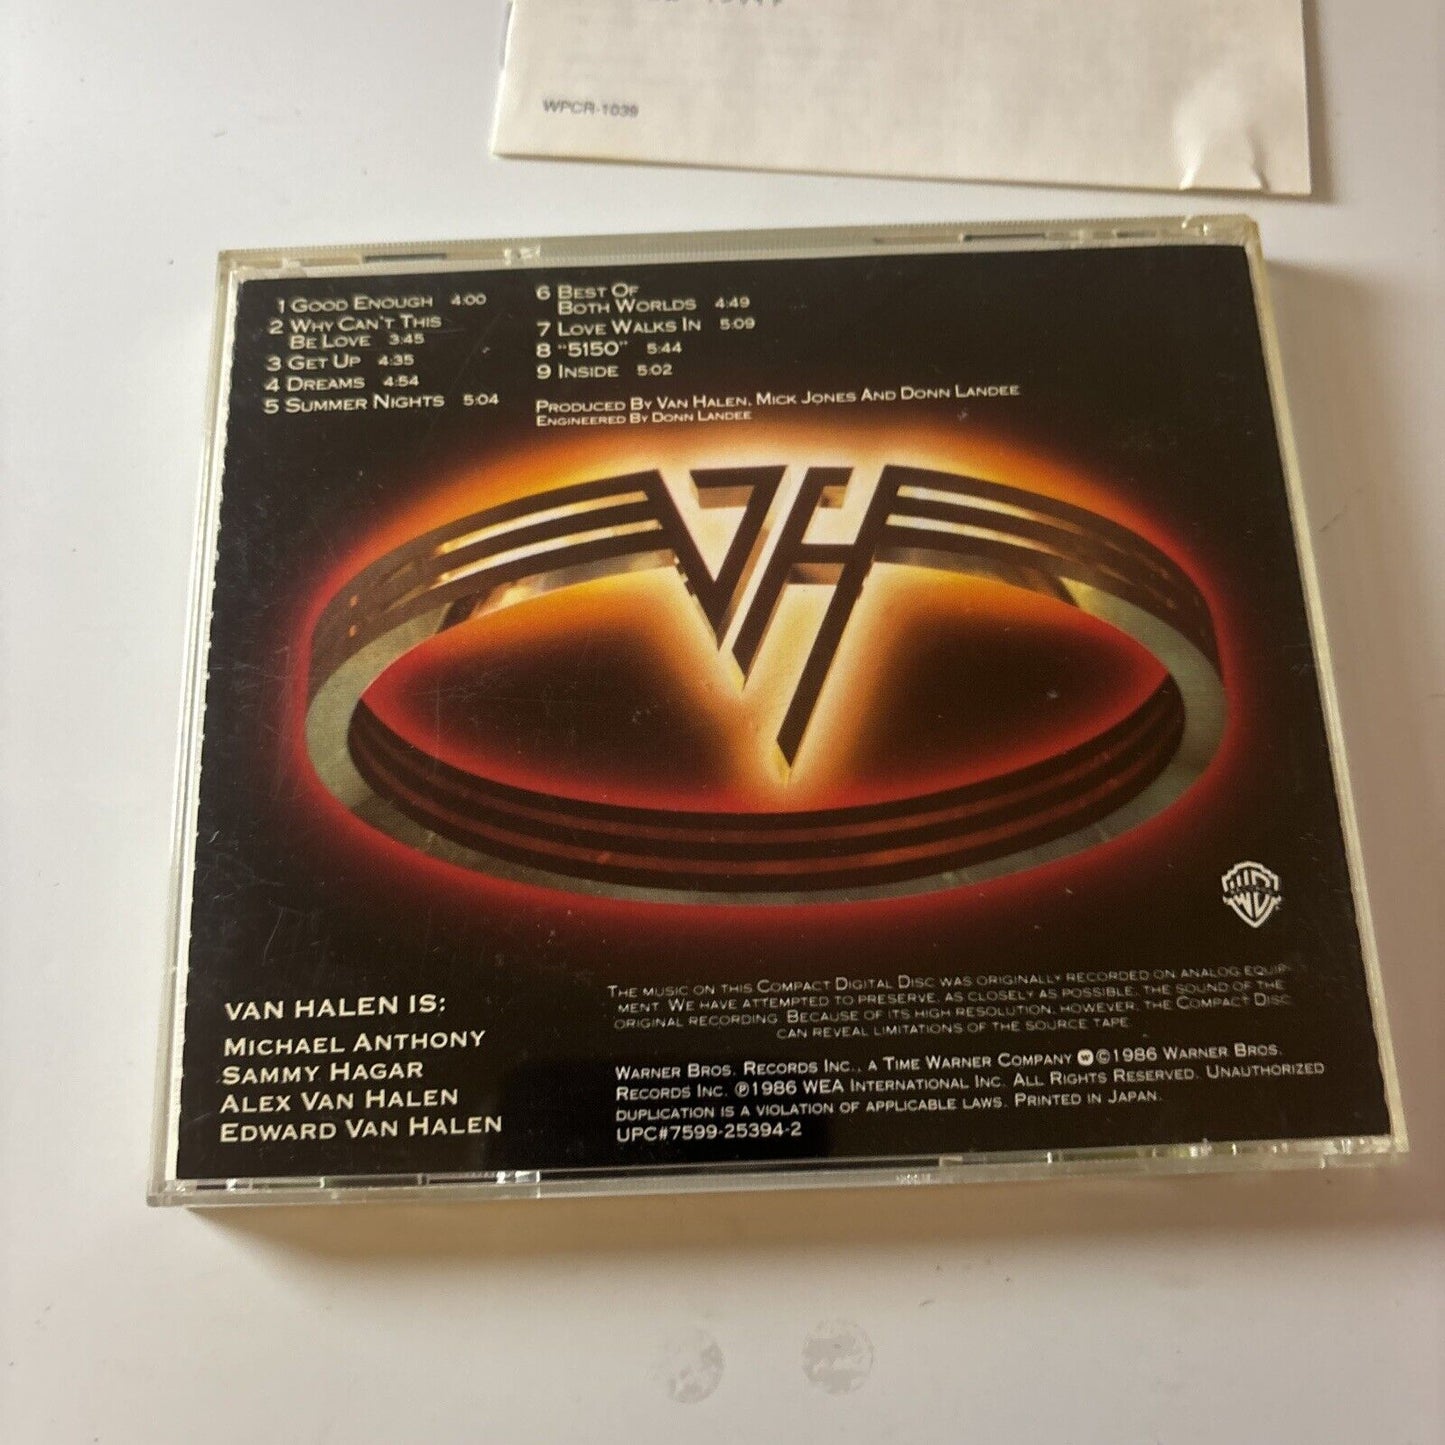 WPCR-1039
1 GOOD ENOUGH 4:00
2 WHY CAN'T THIS
BE LOVE 3:45
3 GET UP 4:35
4 DREAMS 4:54
5 SUMMER NIGHTS 5:04
6 BEST OF
BOTH WORLDS 4:49
7 LOVE WALKS IN 5:09
8 "5150" 5:44
9 INSIDE 5:02
PRODUCED BY VAN HALEN, MICK JONES AND DONN LANDEE
ENGINEERED BY DONN LANDEE
VH
VAN HALEN IS:
MICHAEL ANTHONY
SAMMY HAGAR
ALEX VAN HALEN
EDWARD VAN HALEN
THE MUSIC ON THIS COMPACT DIGITAL DISC WAS ORIGINALLY RECORDED ON ANALOG EQUIP-
MENT. WE HAVE ATTEMPTED TO PRESERVE, AS CLOSELY AS POSSIBLE, THE SOUND OF THE
ORIGINAL RECORDING. BECAUSE OF ITS HIGH RESOLUTION, HOWEVER, THE COMPACT DISC
CAN REVEAL LIMITATIONS OF THE SOURCE TAPE.
WARNER BROS. RECORDS INC., A TIME WARNER COMPANY ©1986 WARNER BROS.
RECORDS INC. ℗1986 WEA INTERNATIONAL INC. ALL RIGHTS RESERVED. UNAUTHORIZED
DUPLICATION IS A VIOLATION OF APPLICABLE LAWS. PRINTED IN JAPAN.
UPC#7599-25394-2